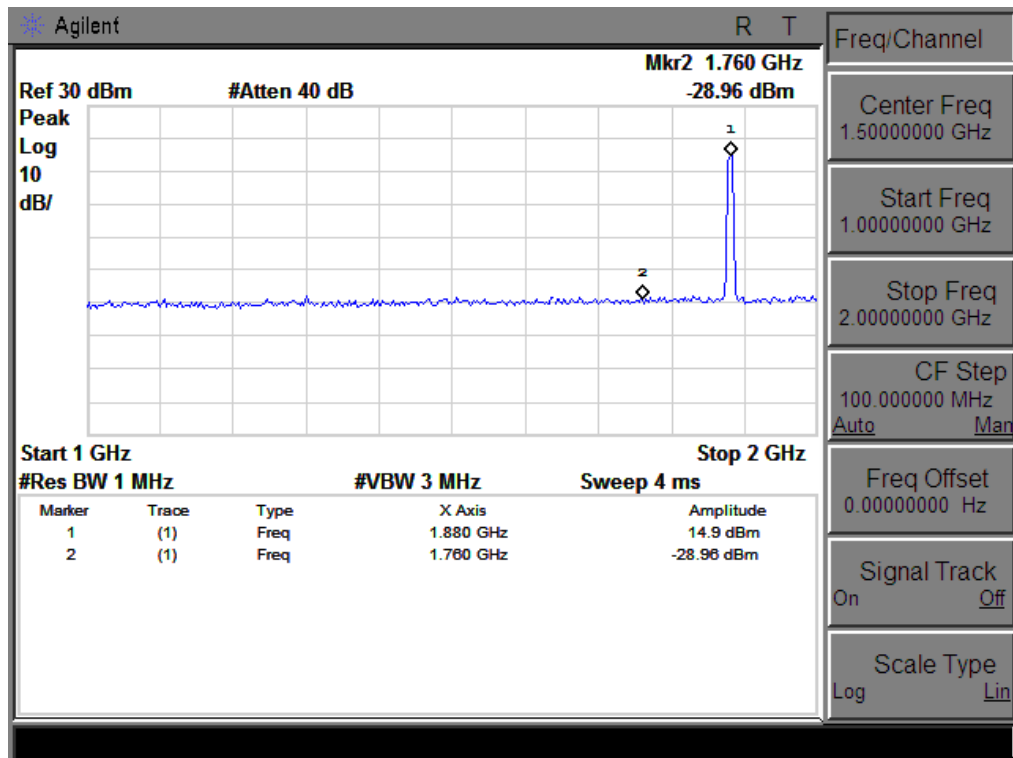 Agilent R T
Mkr2 1.760 GHz
Ref 30 dBm #Atten 40 dB -28.96 dBm
Peak
Log
10
dB/
1
2
Start 1 GHz Stop 2 GHz
#Res BW 1 MHz #VBW 3 MHz Sweep 4 ms
Marker Trace Type X Axis Amplitude
1 (1) Freq 1.880 GHz 14.9 dBm
2 (1) Freq 1.760 GHz -28.96 dBm
Freq/Channel
Center Freq
1.50000000 GHz
Start Freq
1.00000000 GHz
Stop Freq
2.00000000 GHz
CF Step
100.000000 MHz
Auto Man
Freq Offset
0.00000000 Hz
Signal Track
On Off
Scale Type
Log Lin